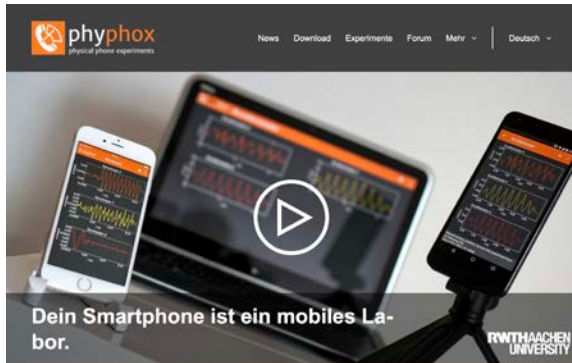 phyphox
physical phone experiments
News Download Experimente Forum Mehr Deutsch
Dein Smartphone ist ein mobiles La-
bor.
RWTHAACHEN
UNIVERSITY